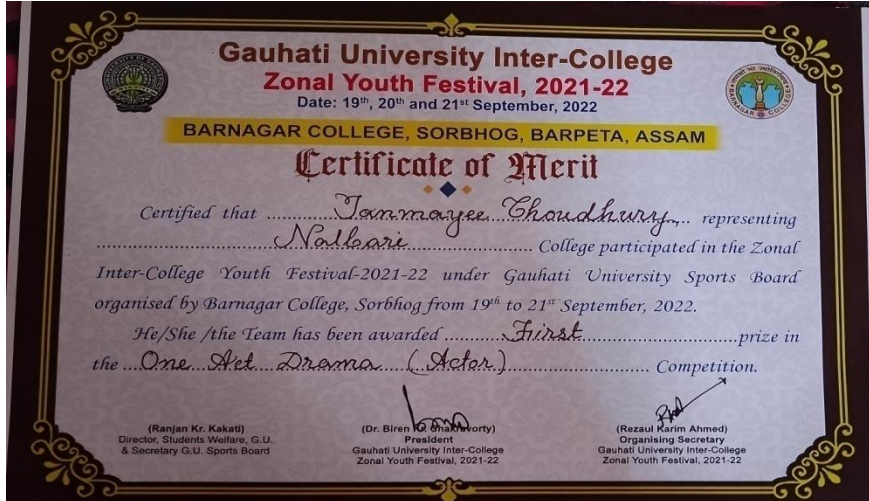 Gauhati University Inter-College
Zonal Youth Festival, 2021-22
Date: 19th, 20th and 21st September, 2022
BARNAGAR COLLEGE, SORBHOG, BARPETA, ASSAM
Certificate of Merit
Certified that ........Tanmayee Choudhury... representing
........Nalbari........ College participated in the Zonal
Inter-College Youth Festival-2021-22 under Gauhati University Sports Board
organised by Barnagar College, Sorbhog from 19th to 21st September, 2022.
He/She /the Team has been awarded ........First........prize in
the ...One Act Drama (Actor)........ Competition.
(Ranjan Kr. Kakati)
Director, Students Welfare, G.U.
& Secretary G.U. Sports Board
(Dr. Biren
President
Gauhati University Inter-College
Zonal Youth Festival, 2021-22
(Rezaul Karim Ahmed)
Organising Secretary
Gauhati University Inter-College
Zonal Youth Festival, 2021-22